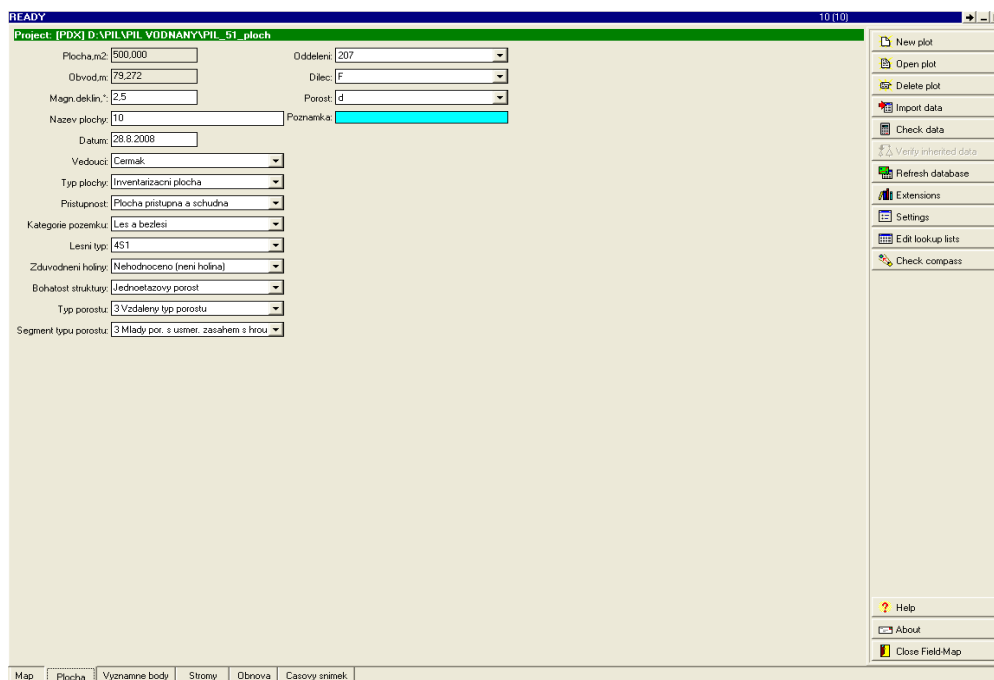 READY 10 (10)
Project: [PDX] D:\PIL\PIL VODNANY\PIL_51_ploch
Plocha,m2: 500,000
Obvod,m: 79,272
Magn.deklin,°: 2,5
Nazev plochy: 10
Datum: 28.8.2008
Vedouci: Cermak
Typ plochy: Inventarizacni plocha
Pristupnost: Plocha pristupna a schudna
Kategorie pozemku: Les a bezlesi
Lesni typ: 4S1
Zduvodneni holiny: Nehodnoceno (neni holina)
Bohatost struktury: Jednoetazovy porost
Typ porostu: 3 Vzdaleny typ porostu
Segment typu porostu: 3 Mlady por. s usmer. zasahem s hrou
Oddeleni: 207
Dilec: F
Porost: d
Poznamka:
New plot
Open plot
Delete plot
Import data
Check data
Verify inherited data
Refresh database
Extensions
Settings
Edit lookup lists
Check compass
? Help
About
Close Field-Map
Map Plocha Vyznamne body Stromy Obnova Casovy snimek